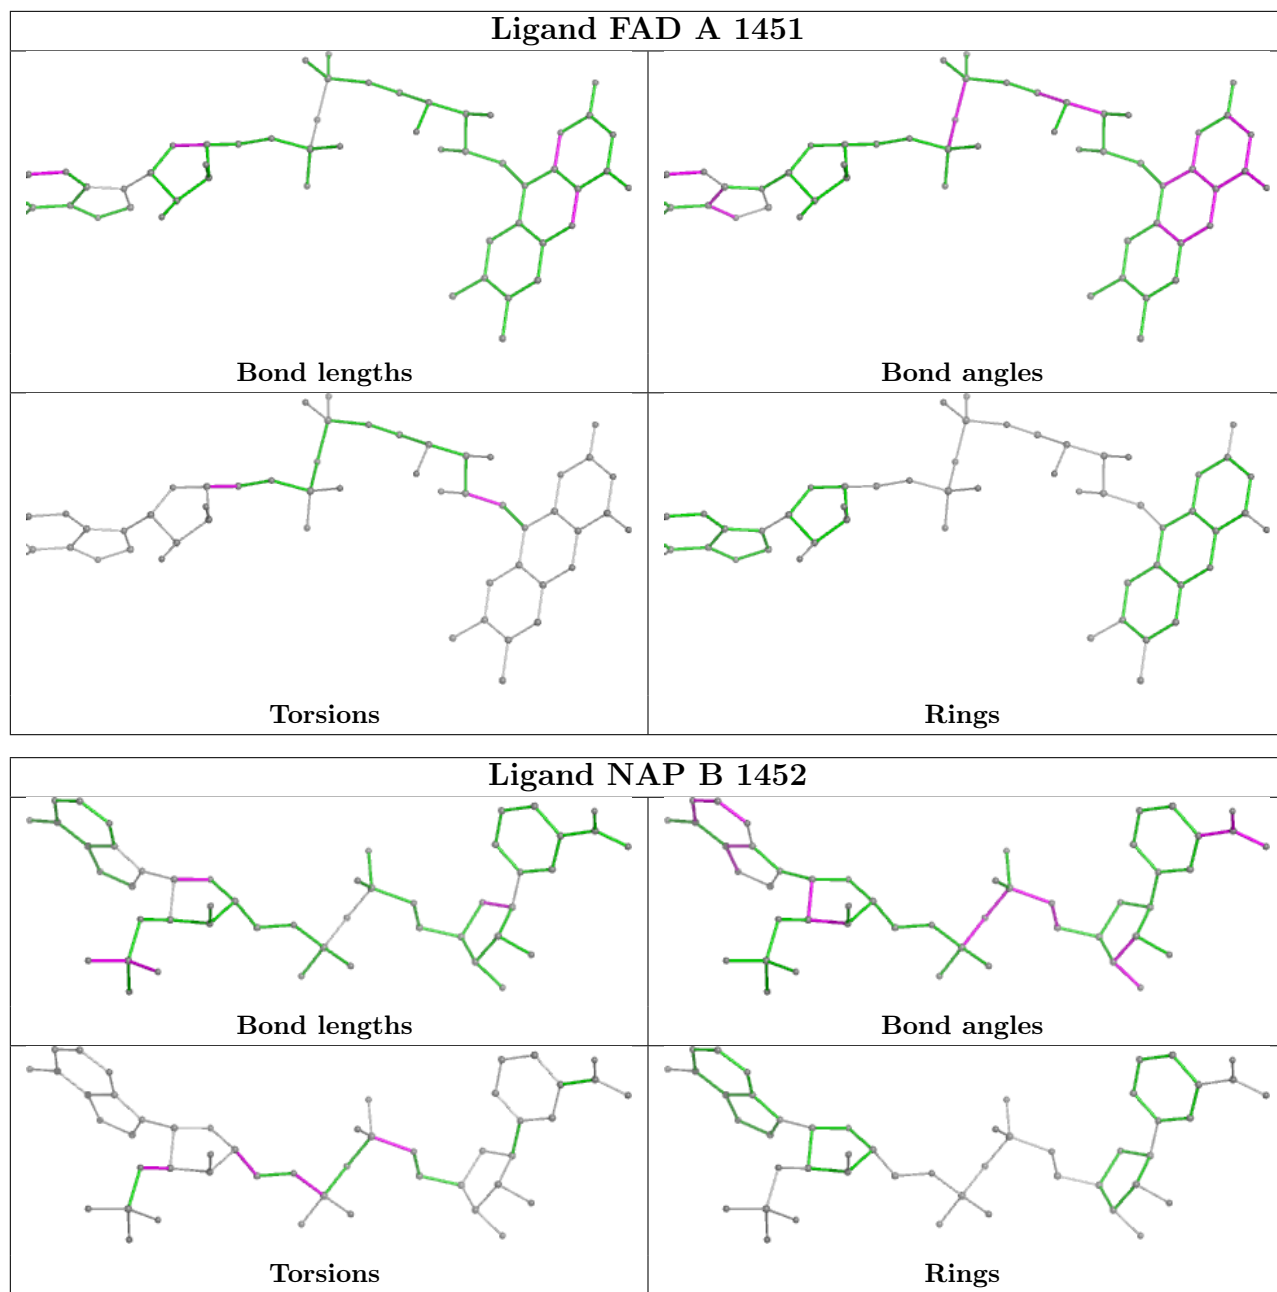 Ligand FAD A 1451
Bond lengths
Bond angles
Torsions
Rings
Ligand NAP B 1452
Bond lengths
Bond angles
Torsions
Rings